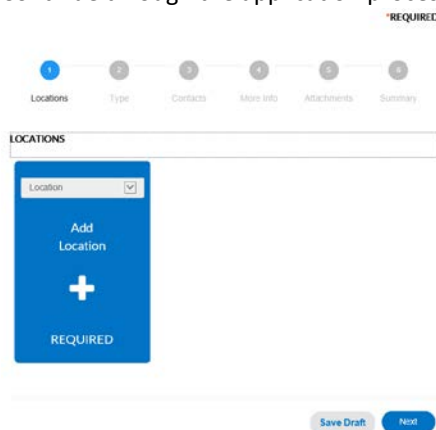 *REQUIRED
1 2 3 4 5 6
Locations Type Contacts More Info Attachments Summary
LOCATIONS
Location
Add
Location
REQUIRED
Save Draft Next